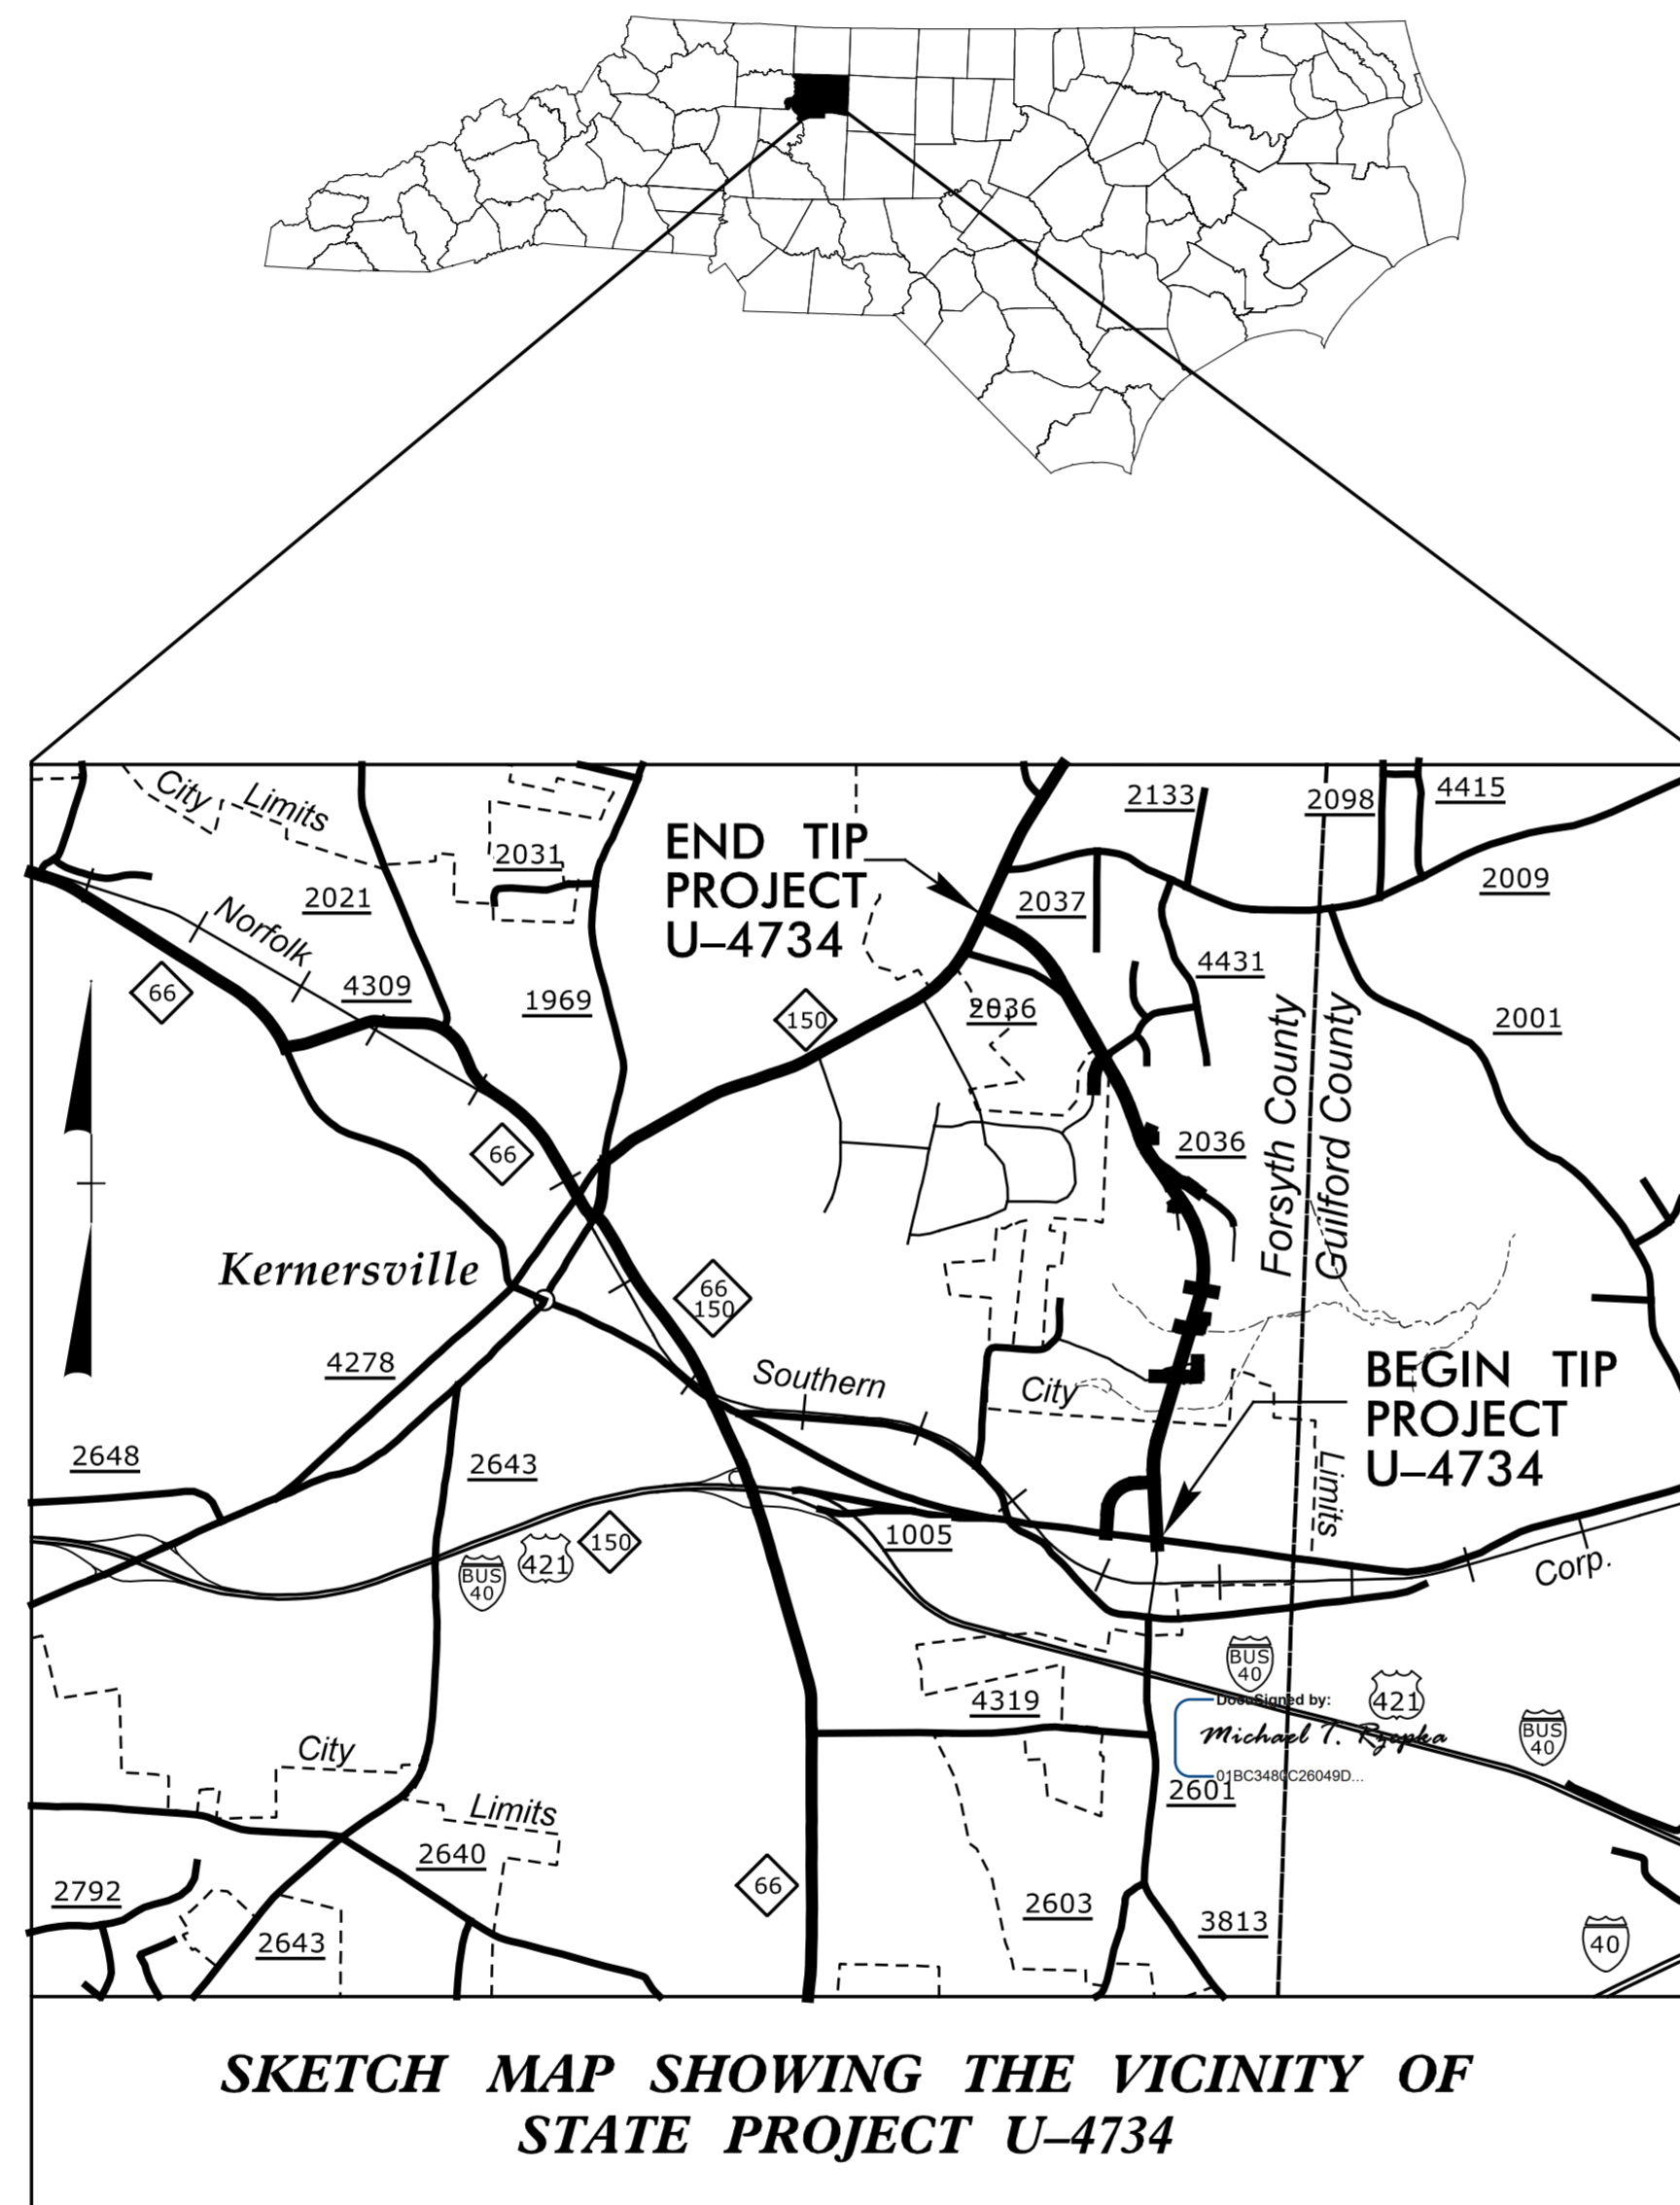 City
Limits
2133
2098
4415
2031
END TIP
PROJECT
U–4734
2009
2021
Norfolk
2037
66
4309
1969
150
2036
4431
2001
Forsyth County
Guilford County
66
2036
Kernersville
66
150
4278
Southern
City
Limits
BEGIN TIP
PROJECT
U–4734
2648
2643
1005
150
421
BUS
40
Corp.
BUS
40
421
BUS
40
4319
DocuSigned by:
Michael T. Rzepka
01BC3480C26049D...
2601
City
Limits
2640
2792
66
2603
3813
2643
40
SKETCH MAP SHOWING THE VICINITY OF
STATE PROJECT U–4734